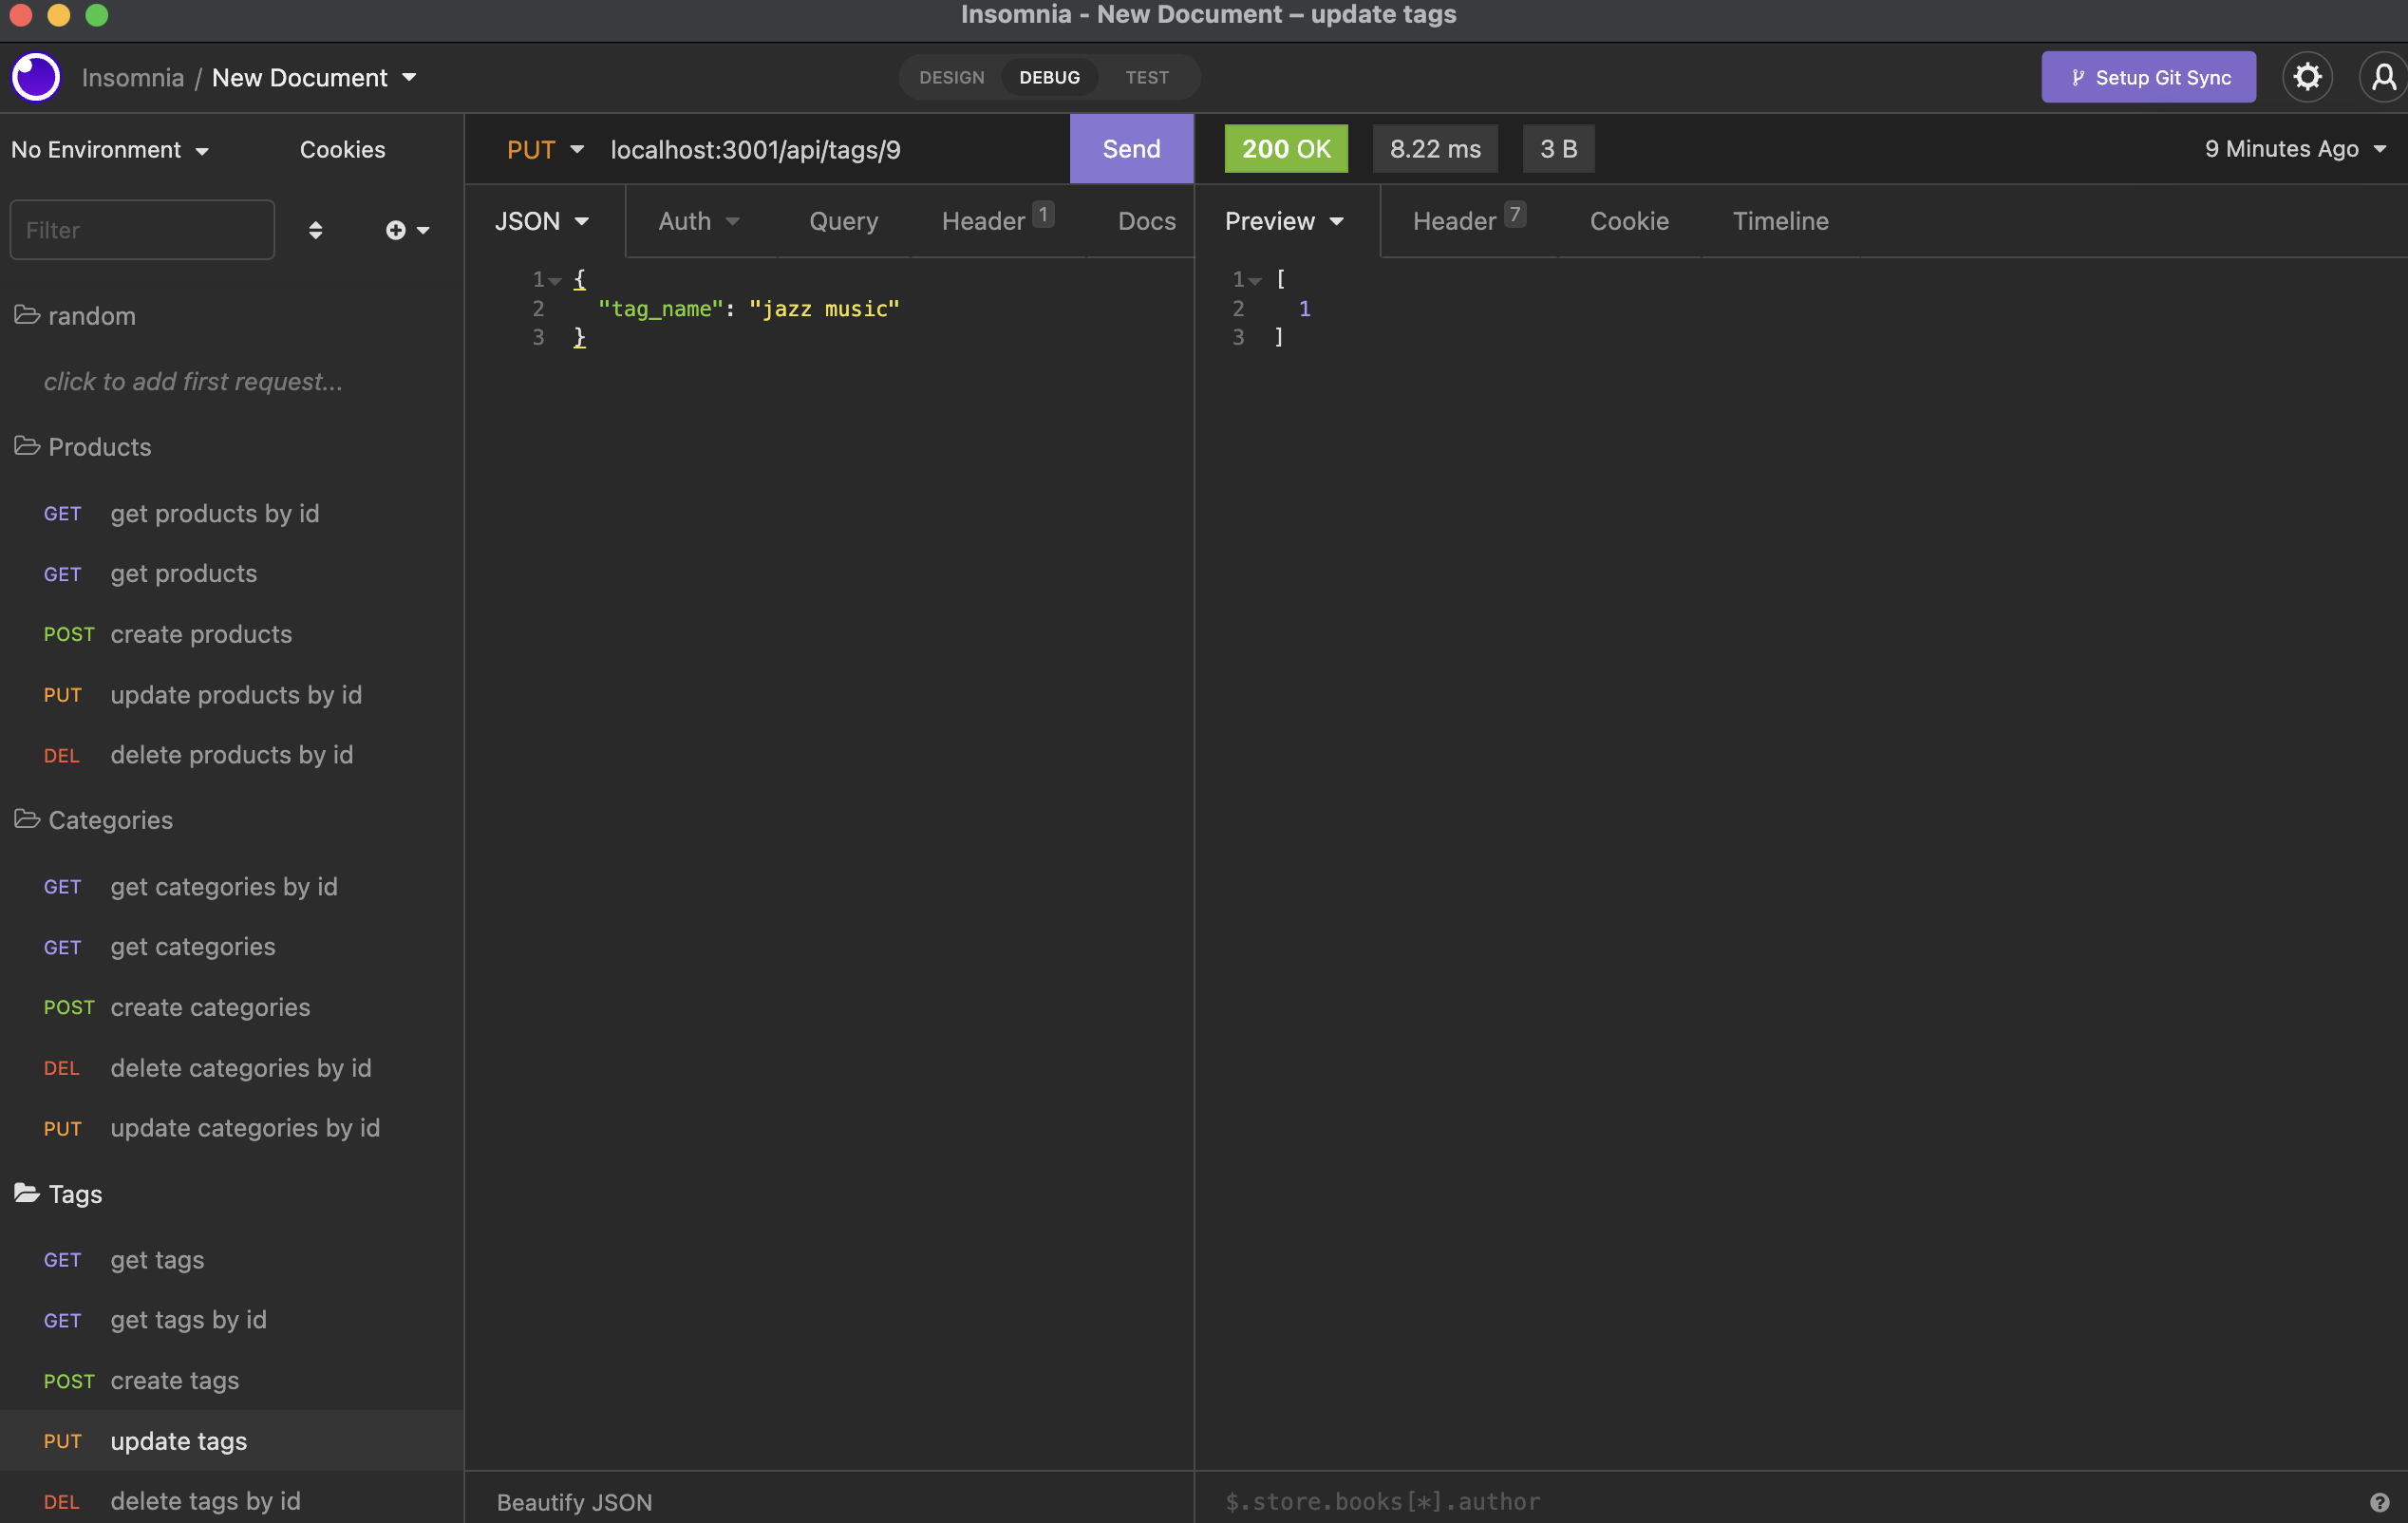 Insomnia - New Document – update tags
Insomnia / New Document
DESIGN DEBUG TEST
Setup Git Sync
No Environment Cookies
PUT localhost:3001/api/tags/9 Send
200 OK 8.22 ms 3 B 9 Minutes Ago
Filter
JSON Auth Query Header 1 Docs
Preview Header 7 Cookie Timeline
1 {
2 "tag_name": "jazz music"
3 }
1 [
2 1
3 ]
random
click to add first request...
Products
GET get products by id
GET get products
POST create products
PUT update products by id
DEL delete products by id
Categories
GET get categories by id
GET get categories
POST create categories
DEL delete categories by id
PUT update categories by id
Tags
GET get tags
GET get tags by id
POST create tags
PUT update tags
DEL delete tags by id
Beautify JSON
$.store.books[*].author
?